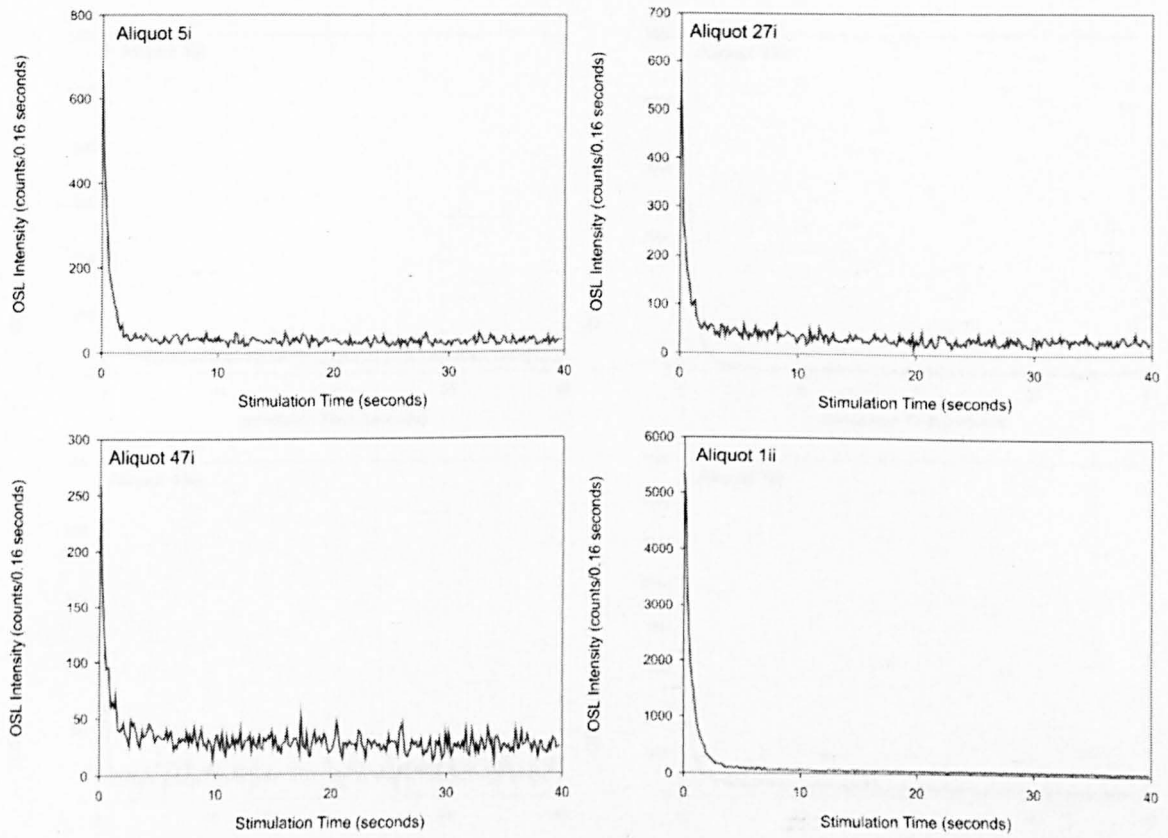 Aliquot 5i
OSL Intensity (counts/0.16 seconds)
800
600
400
200
0
0 10 20 30 40
Stimulation Time (seconds)
Aliquot 27i
OSL Intensity (counts/0.16 seconds)
700
600
500
400
300
200
100
0
0 10 20 30 40
Stimulation Time (seconds)
Aliquot 47i
OSL Intensity (counts/0.16 seconds)
300
250
200
150
100
50
0
0 10 20 30 40
Stimulation Time (seconds)
Aliquot 1ii
OSL Intensity (counts/0.16 seconds)
6000
5000
4000
3000
2000
1000
0
0 10 20 30 40
Stimulation Time (seconds)